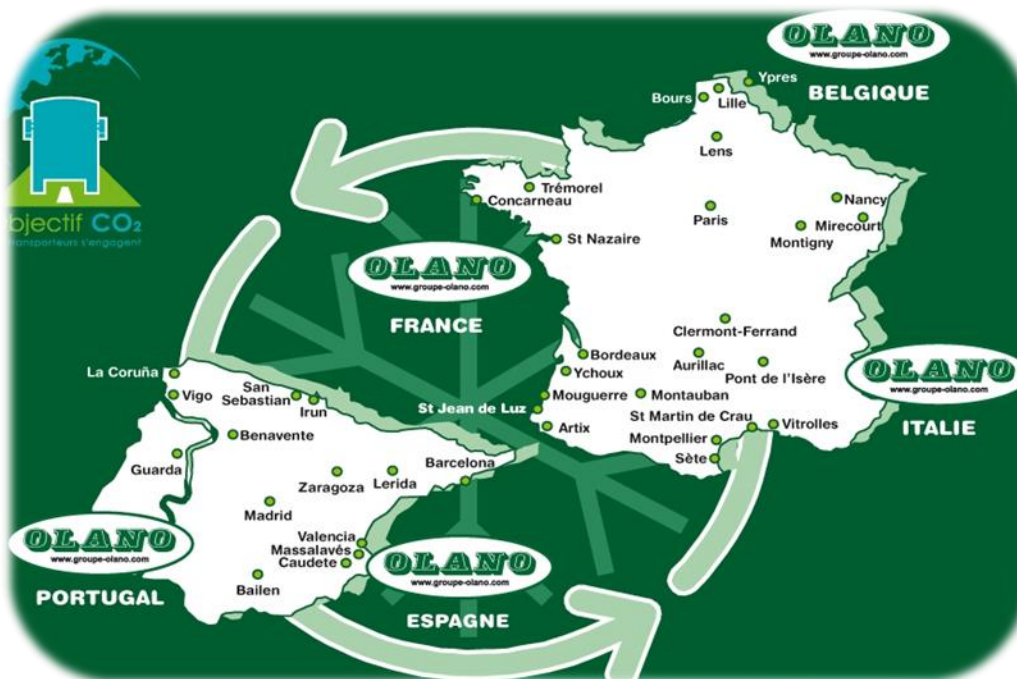 OLANO
www.groupe-olano.com
BELGIQUE
Ypres
Bours
Lille
Lens
Trémorel
Concarneau
Nancy
Mirecourt
Paris
Montigny
St Nazaire
bjectif CO₂
ransporteurs s'engagent
OLANO
www.groupe-olano.com
FRANCE
Clermont-Ferrand
Bordeaux
Aurillac
Pont de l'Isère
Ychoux
Mouguerre
Montauban
St Jean de Luz
St Martin de Crau
Vitrolles
Artix
Montpellier
Sète
OLANO
www.groupe-olano.com
ITALIE
La Coruña
Vigo
San
Sebastian
Irun
Benavente
Guarda
Barcelona
Zaragoza
Lerida
Madrid
Valencia
Massalavés
Caudete
Bailen
OLANO
www.groupe-olano.com
PORTUGAL
OLANO
www.groupe-olano.com
ESPAGNE